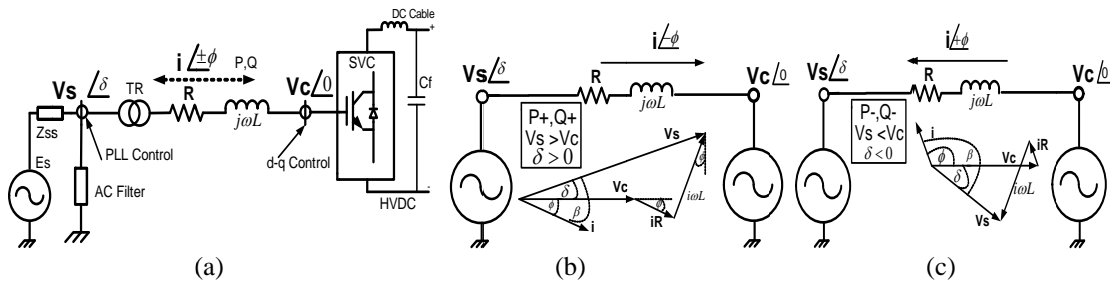 DC Cable
+
SVC
Cf
i∠±ϕ
P,Q
Vs∠δ
TR
R
jωL
Vc∠0
Zss
PLL Control
d-q Control
Es
AC Filter
HVDC
-
(a)
i∠-ϕ
Vs∠δ
R
jωL
Vc∠0
P+,Q+
Vs >Vc
δ > 0
Vs
φ
δ
Vc
ϕ
β
i
ϕ
iR
iωL
(b)
i∠+ϕ
Vs∠δ
R
jωL
Vc∠0
P-,Q-
Vs <Vc
δ < 0
i
ϕ
β
iR
Vc
δ
iωL
Vs
(c)